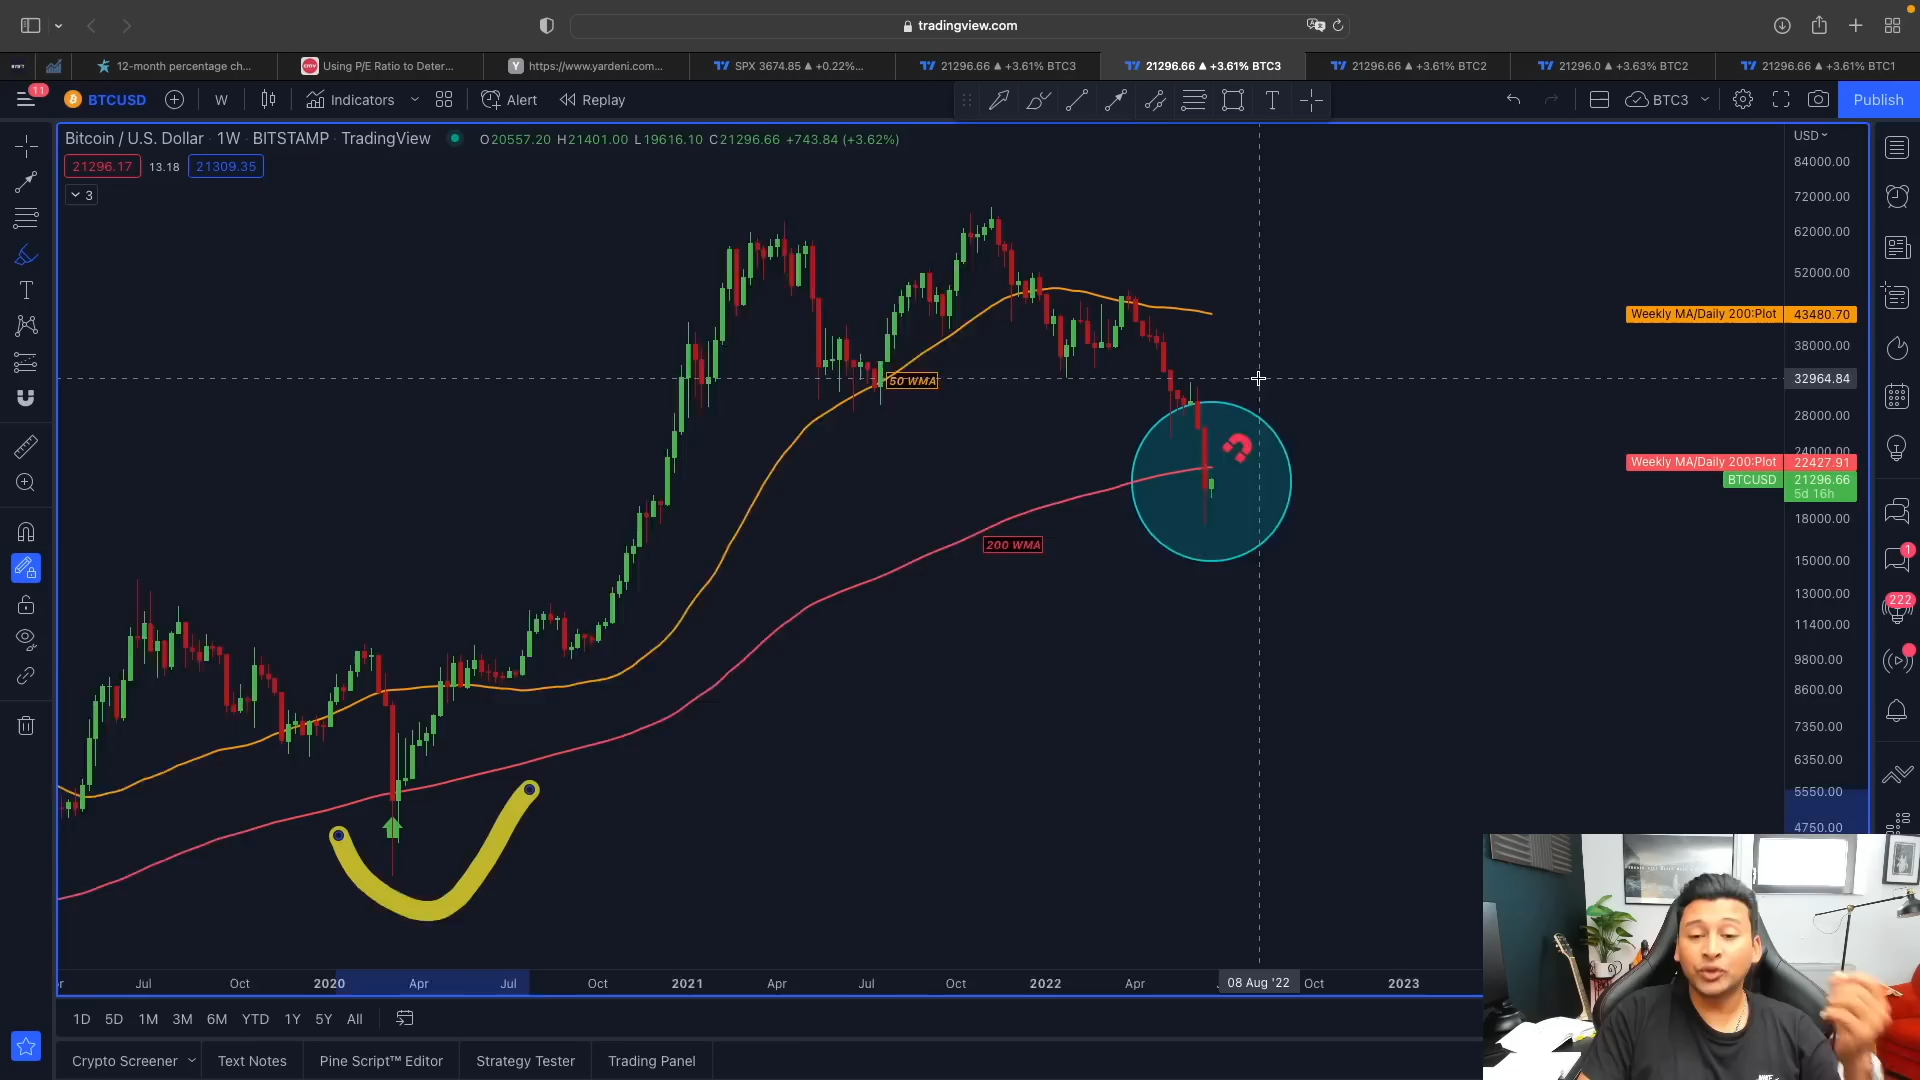 tradingview.com
12-month percentage ch...
Using P/E Ratio to Deter...
https://www.yardeni.com...
SPX 3674.85 ▲ +0.22%...
21296.66 ▲ +3.61% BTC3
21296.66 ▲ +3.61% BTC3
21296.66 ▲ +3.61% BTC2
21296.0 ▲ +3.63% BTC2
21296.66 ▲ +3.61% BTC1
11
BTCUSD
W
Indicators
Alert
Replay
BTC3
Publish
Bitcoin / U.S. Dollar · 1W · BITSTAMP · TradingView
O20557.20 H21401.00 L19616.10 C21296.66 +743.84 (+3.62%)
21296.17
13.18
21309.35
3
USD
84000.00
72000.00
62000.00
52000.00
Weekly MA/Daily 200:Plot 43480.70
38000.00
50 WMA
32964.84
28000.00
24000.00
Weekly MA/Daily 200:Plot 22427.91
BTCUSD 21296.66
5d 16h
18000.00
200 WMA
15000.00
13000.00
11400.00
9800.00
8600.00
7350.00
6350.00
5550.00
4750.00
1
222
Jul
Oct
2020
Apr
Jul
Oct
2021
Apr
Jul
Oct
2022
Apr
08 Aug '22
Oct
2023
1D
5D
1M
3M
6M
YTD
1Y
5Y
All
Crypto Screener
Text Notes
Pine Script™ Editor
Strategy Tester
Trading Panel